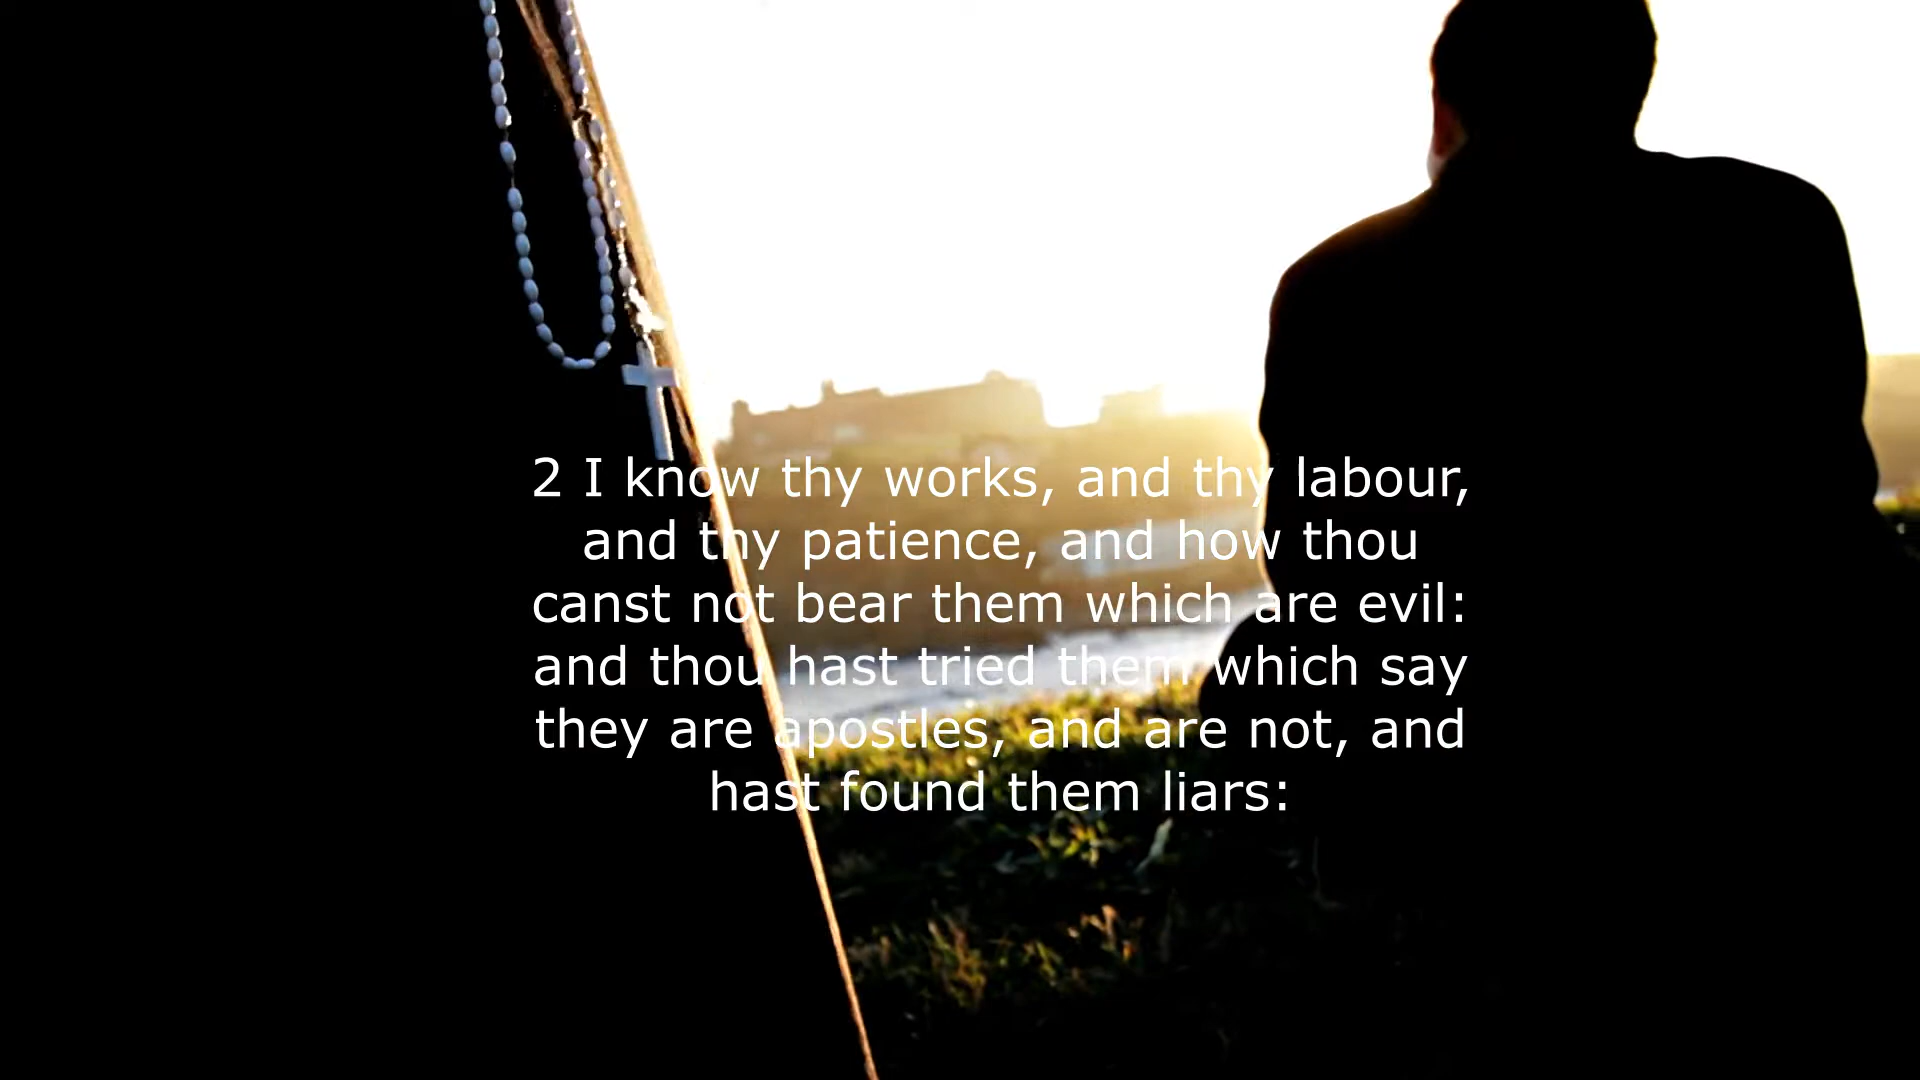 2 I know thy works, and thy labour,
and thy patience, and how thou
canst not bear them which are evil:
and thou hast tried them which say
they are apostles, and are not, and
hast found them liars: